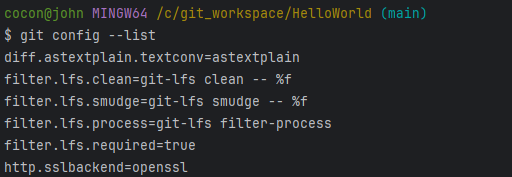 cocon@john MINGW64 /c/git_workspace/HelloWorld (main)
$ git config --list
diff.astextplain.textconv=astextplain
filter.lfs.clean=git-lfs clean -- %f
filter.lfs.smudge=git-lfs smudge -- %f
filter.lfs.process=git-lfs filter-process
filter.lfs.required=true
http.sslbackend=openssl